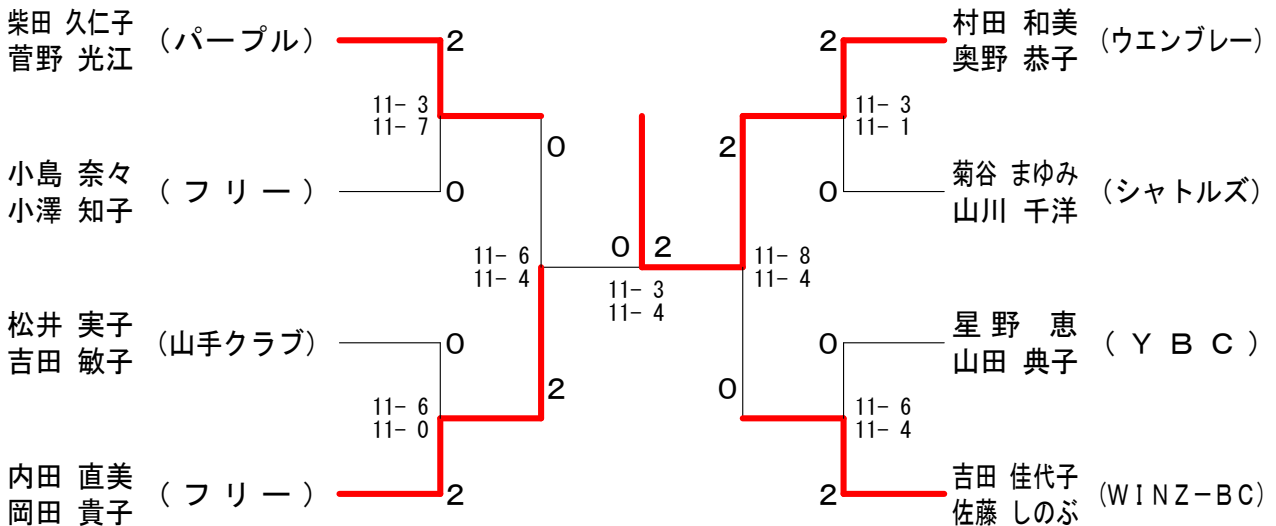 柴田 久仁子
菅野 光江
(パープル)
2
11- 3
11- 7
0
小島 奈々
小澤 知子
(フリー)
0
11- 6
11- 4
松井 実子
吉田 敏子
(山手クラブ)
0
11- 6
11- 0
2
内田 直美
岡田 貴子
(フリー)
2
0 2
11- 3
11- 4
村田 和美
奥野 恭子
(ウエンブレー)
2
11- 3
11- 1
2
菊谷 まゆみ
山川 千洋
(シャトルズ)
0
11- 8
11- 4
星野 恵
山田 典子
(YBC)
0
11- 6
11- 4
0
吉田 佳代子
佐藤 しのぶ
(WINZ-BC)
2